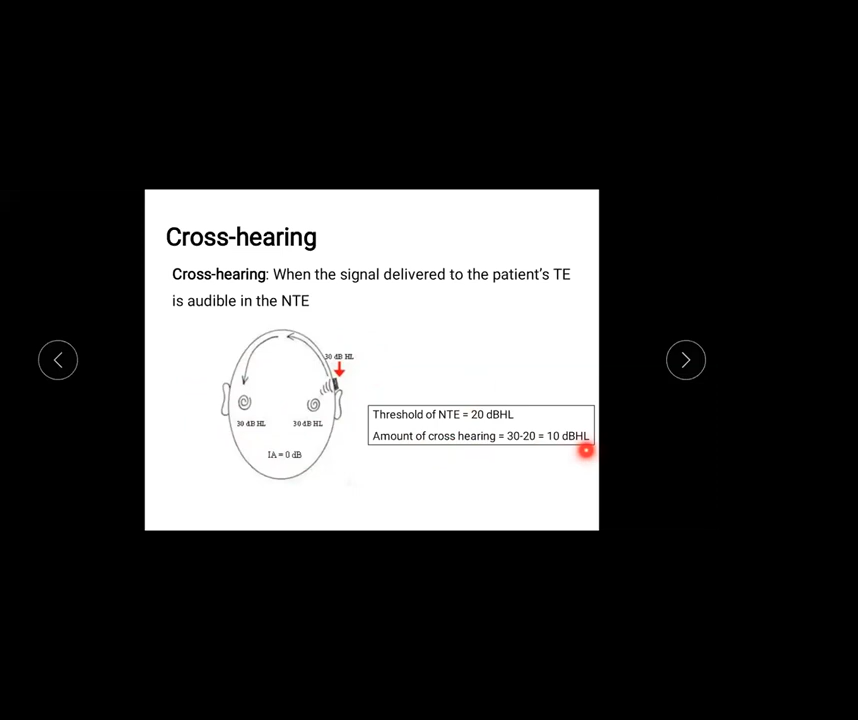 Cross-hearing
Cross-hearing: When the signal delivered to the patient's TE
is audible in the NTE
30 dB HL
30 dB HL
30 dB HL
IA = 0 dB
Threshold of NTE = 20 dBHL
Amount of cross hearing = 30-20 = 10 dBHL